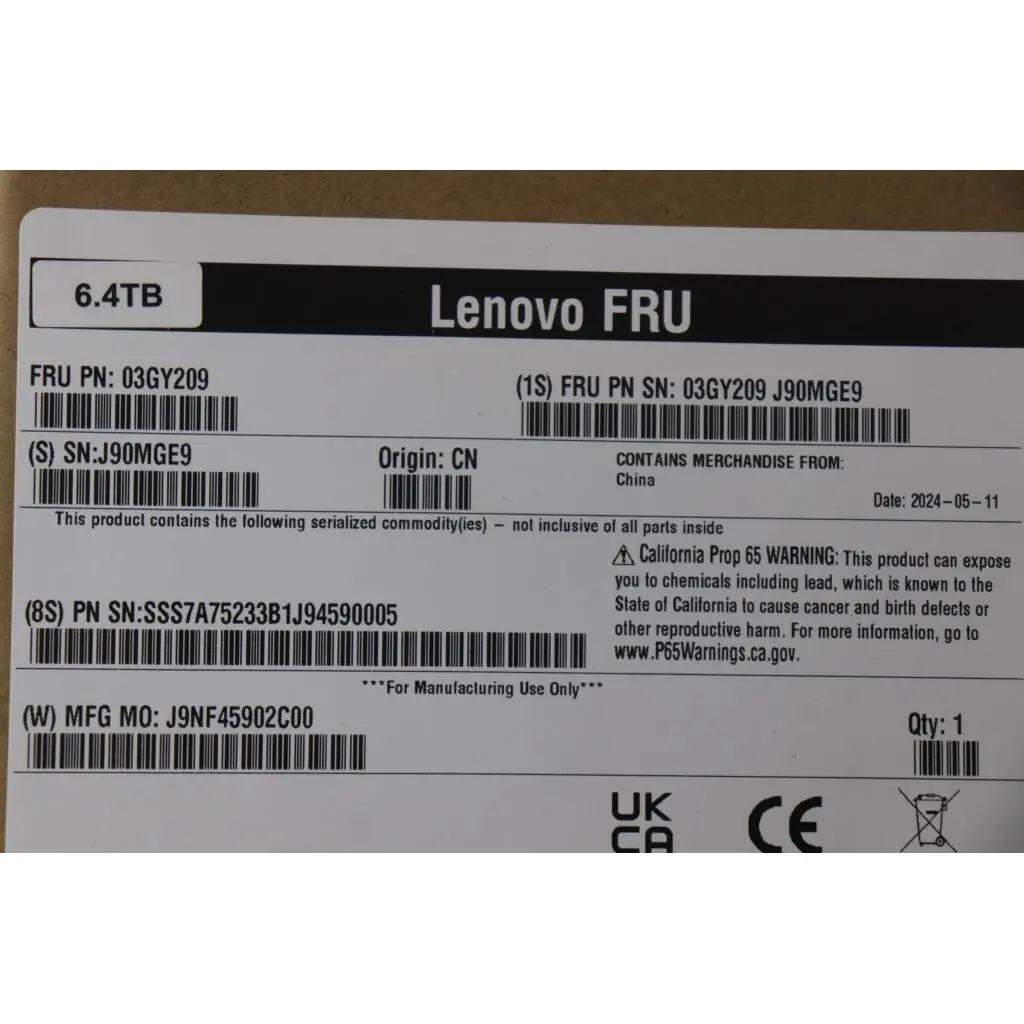 6.4TB
Lenovo FRU
FRU PN: 03GY209
(1S) FRU PN SN: 03GY209 J90MGE9
(S) SN:J90MGE9
Origin: CN
CONTAINS MERCHANDISE FROM:
China
Date: 2024-05-11
This product contains the following serialized commodity(ies) – not inclusive of all parts inside
California Prop 65 WARNING: This product can expose
you to chemicals including lead, which is known to the
State of California to cause cancer and birth defects or
other reproductive harm. For more information, go to
www.P65Warnings.ca.gov.
(8S) PN SN:SSS7A75233B1J94590005
***For Manufacturing Use Only***
(W) MFG MO: J9NF45902C00
Qty: 1
UK
CA
CE